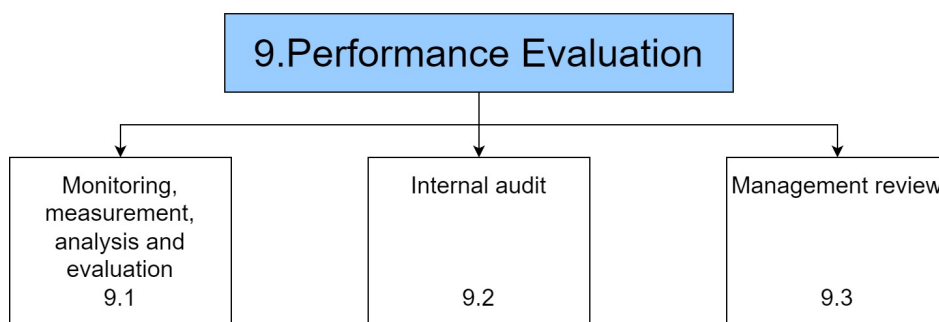 9.Performance Evaluation
Monitoring,
measurement,
analysis and
evaluation
9.1
Internal audit
9.2
Management review
9.3